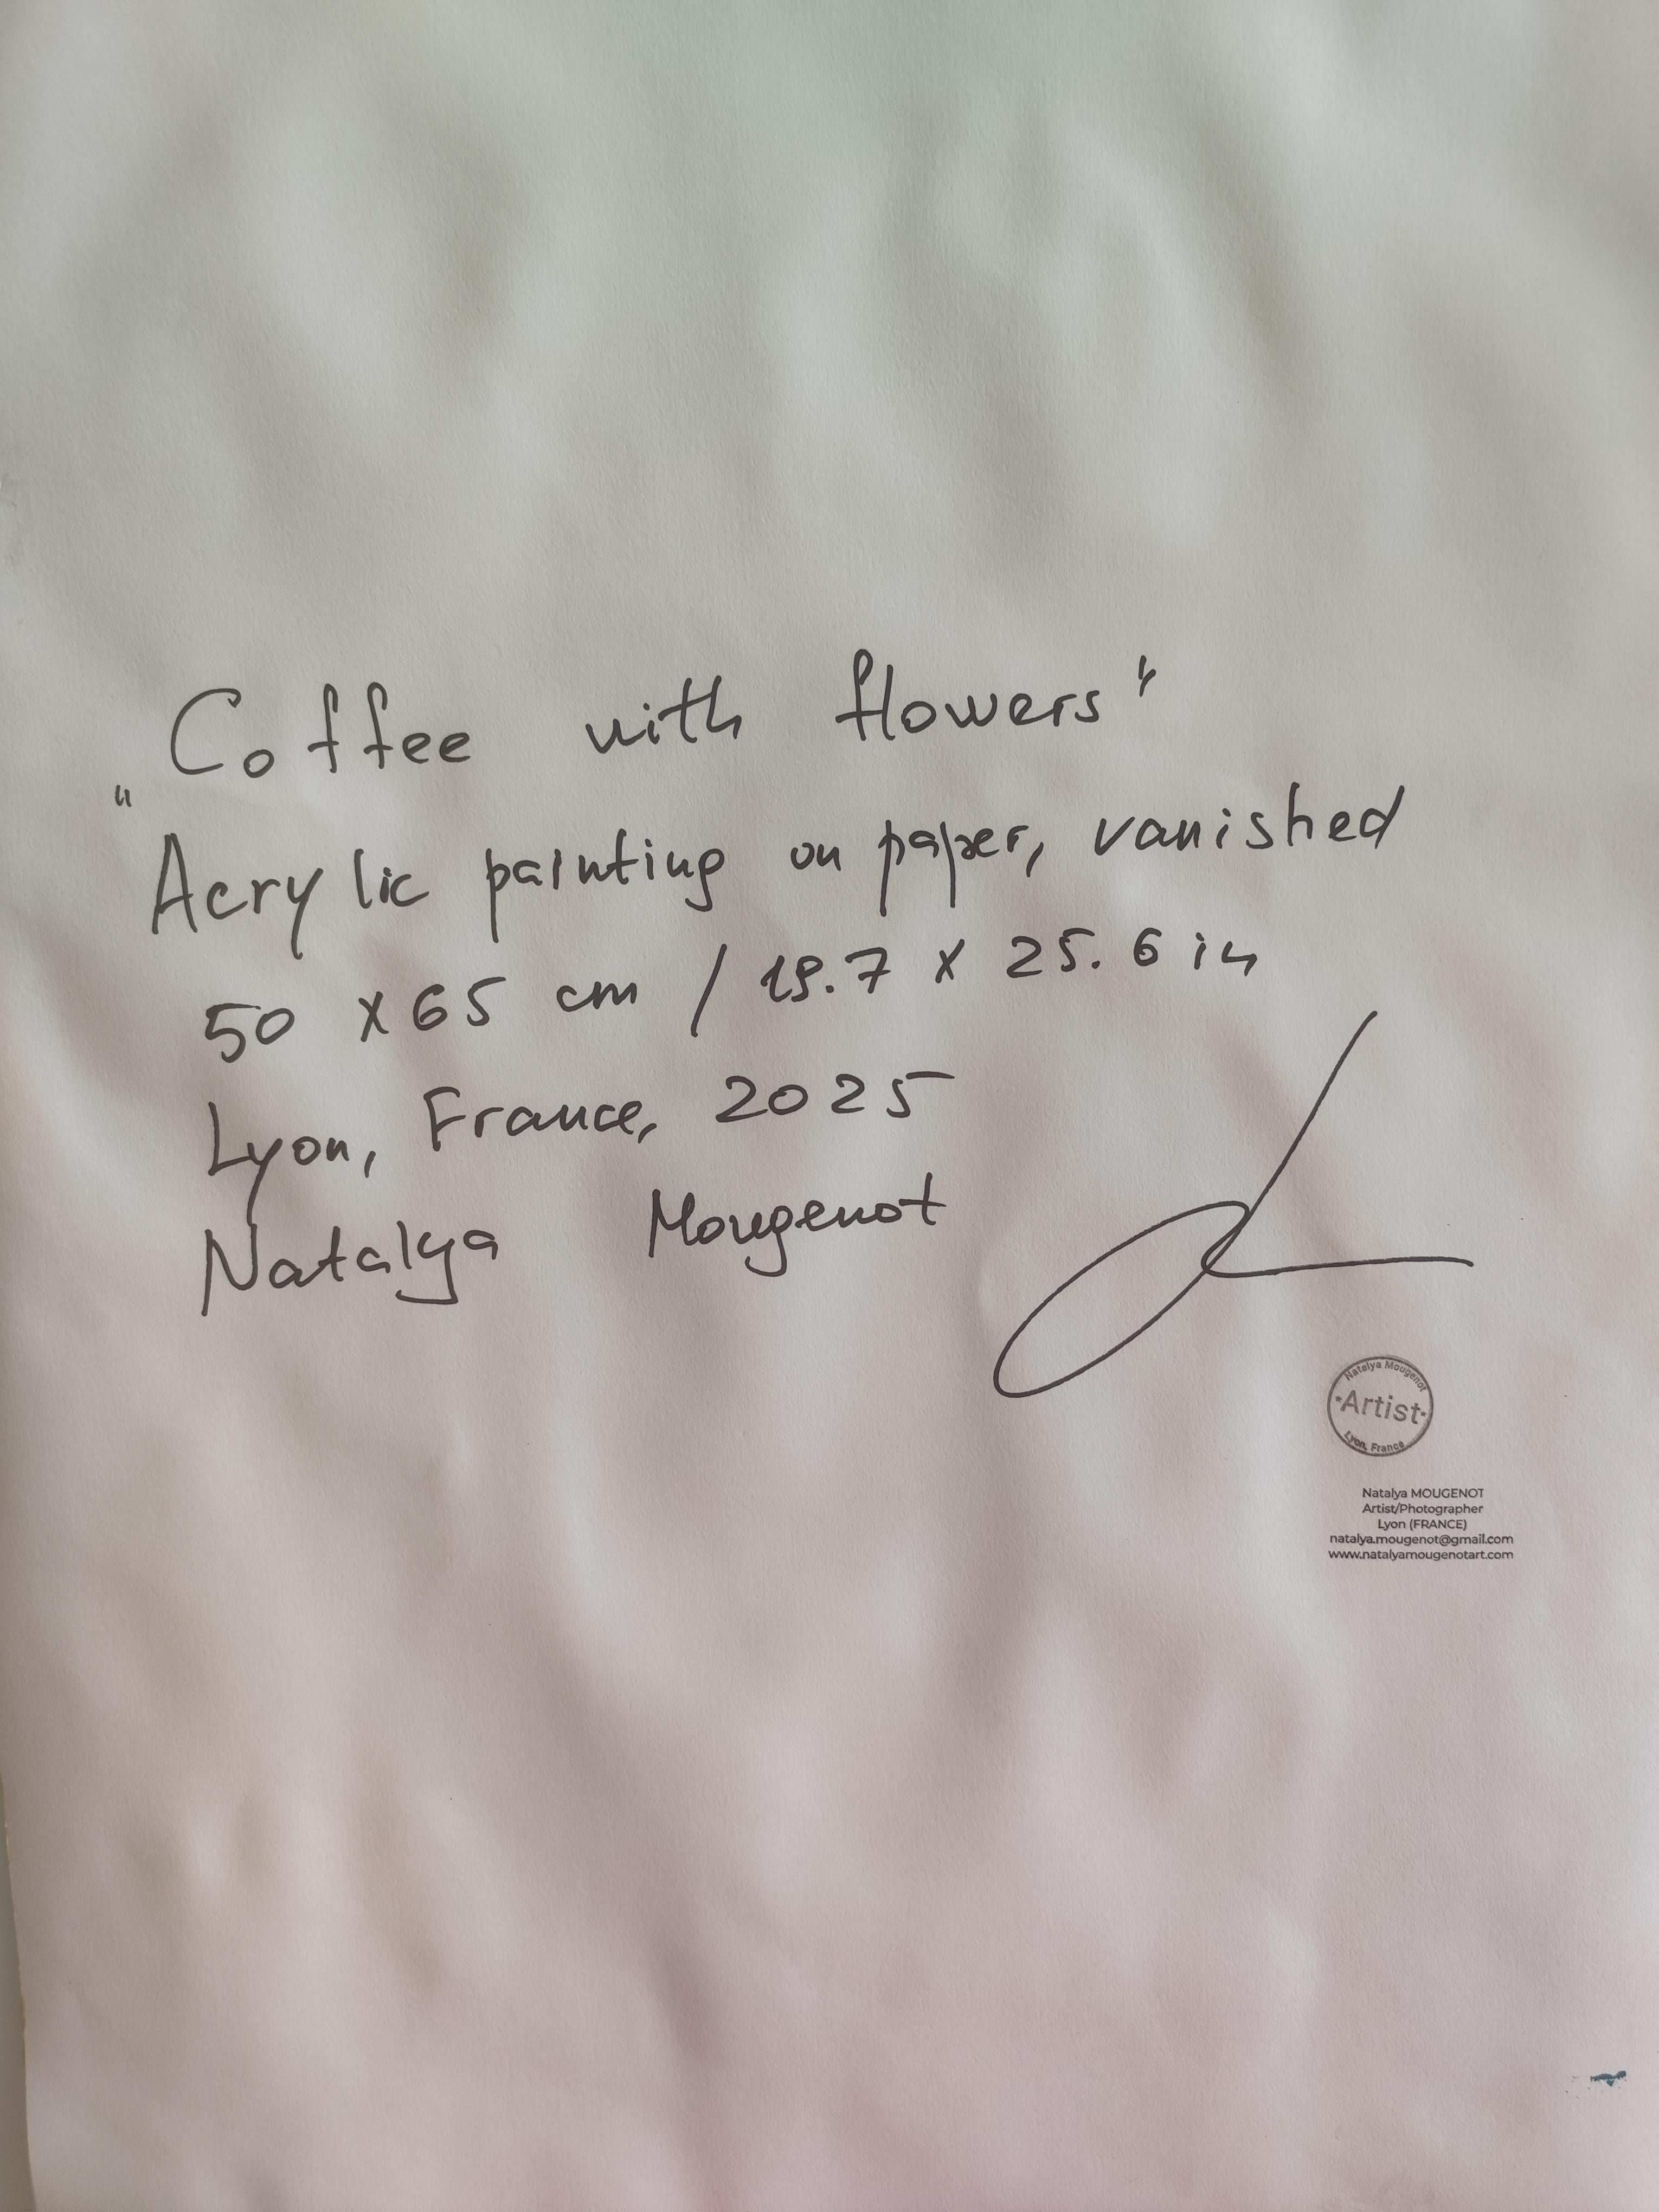 „Coffee with flowers"
Acrylic painting on paper, vanished
50 x 65 cm / 19.7 x 25.6 in
Lyon, France, 2025
Natalya Mougenot
Natalya Mougenot
·Artist·
Lyon, France
Natalya MOUGENOT
Artist/Photographer
Lyon (FRANCE)
natalya.mougenot@gmail.com
www.natalyamougenotart.com